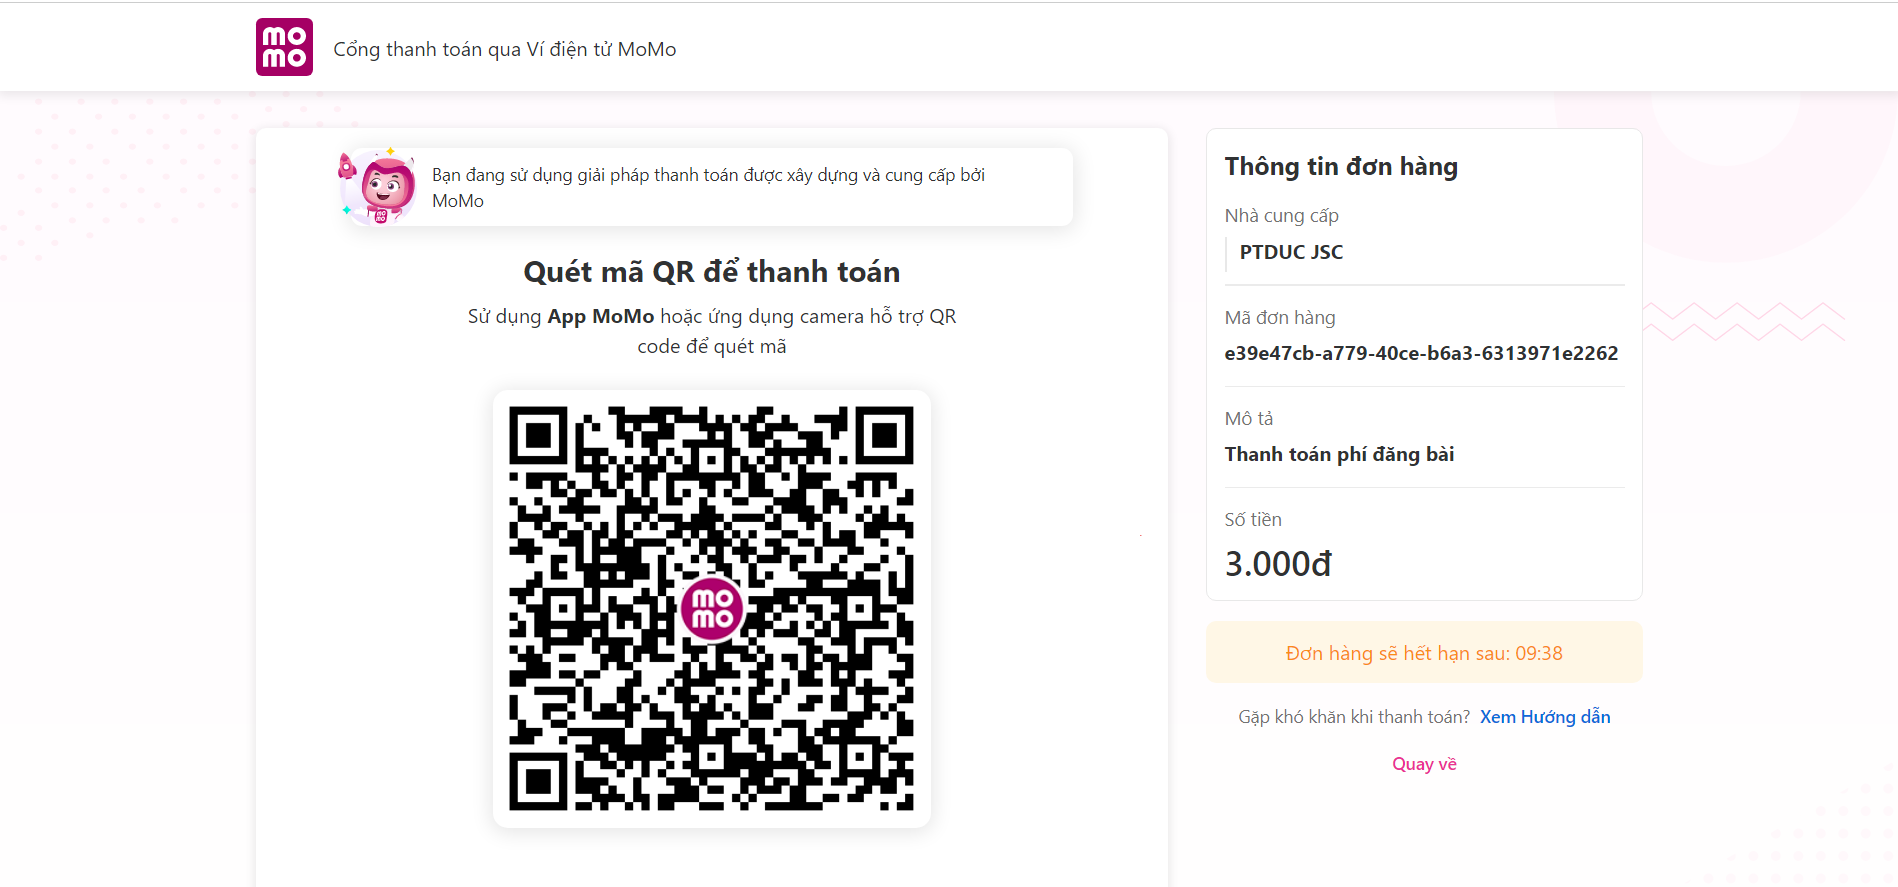 mo
mo
Cổng thanh toán qua Ví điện tử MoMo
Bạn đang sử dụng giải pháp thanh toán được xây dựng và cung cấp bởi
MoMo
Quét mã QR để thanh toán
Sử dụng App MoMo hoặc ứng dụng camera hỗ trợ QR
code để quét mã
mo
mo
Thông tin đơn hàng
Nhà cung cấp
PTDUC JSC
Mã đơn hàng
e39e47cb-a779-40ce-b6a3-6313971e2262
Mô tả
Thanh toán phí đăng bài
Số tiền
3.000đ
Đơn hàng sẽ hết hạn sau: 09:38
Gặp khó khăn khi thanh toán? Xem Hướng dẫn
Quay về